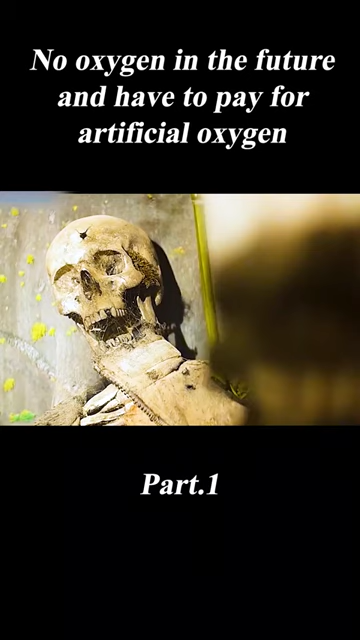 No oxygen in the future
and have to pay for
artificial oxygen
Part.1